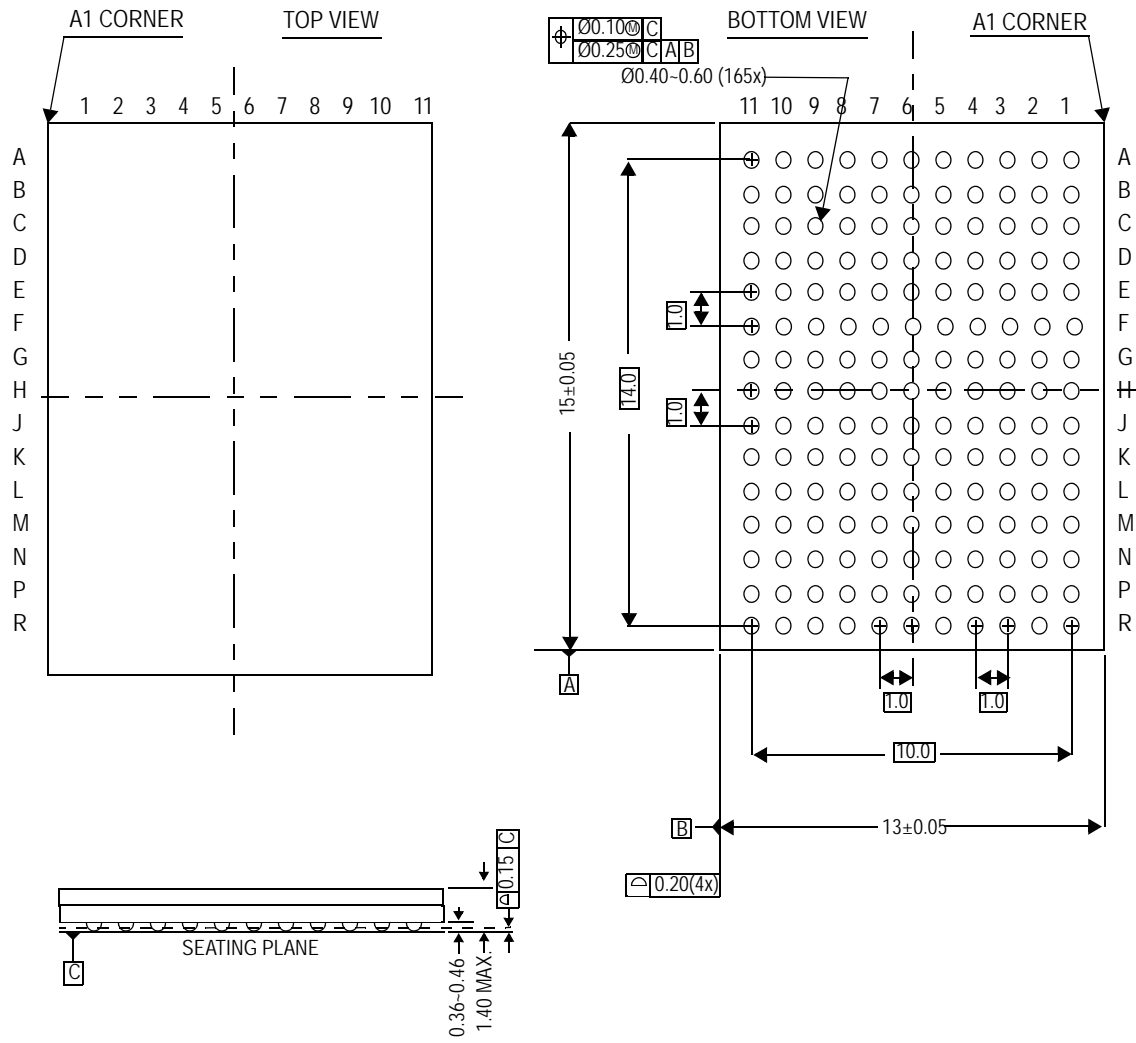 A1 CORNER
TOP VIEW
1 2 3 4 5 6 7 8 9 10 11
A
B
C
D
E
F
G
H
J
K
L
M
N
P
R
Ø0.10Ⓜ C
Ø0.25Ⓜ C A B
BOTTOM VIEW
A1 CORNER
Ø0.40~0.60 (165x)
11 10 9 8 7 6 5 4 3 2 1
A
B
C
D
E
F
G
H
J
K
L
M
N
P
R
15±0.05
14.0
1.0
1.0
A
1.0
1.0
10.0
B
13±0.05
0.20(4x)
0.15 C
SEATING PLANE
C
0.36~0.46
1.40 MAX.